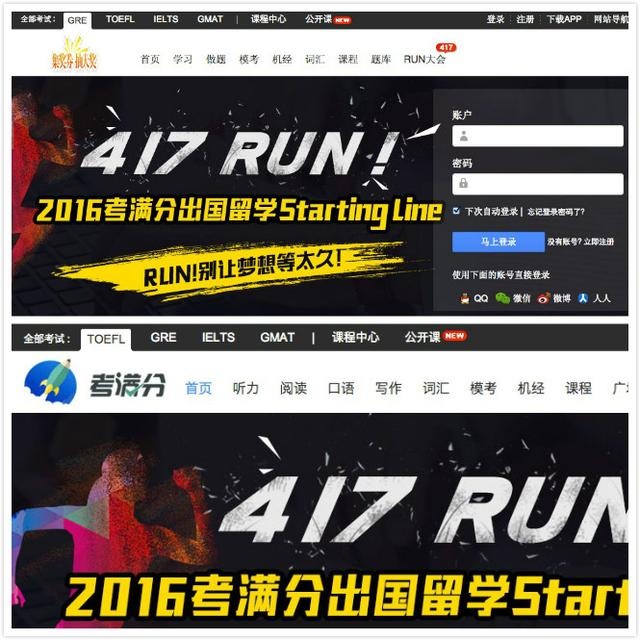 全部考试： GRE TOEFL IELTS GMAT | 课程中心 公开课 NEW 登录 注册 下载APP 网站导航
集奖券 抽大奖
417
首页 学习 做题 模考 机经 词汇 课程 题库 RUN大会
417 RUN！
2016考满分出国留学Starting Line
RUN!别让梦想等太久！
账户
密码
下次自动登录 | 忘记登录密码了?
马上登录 没有账号? 立即注册
使用下面的账号直接登录
QQ 微信 微博 人人
全部考试： TOEFL GRE IELTS GMAT | 课程中心 公开课 NEW
考满分 首页 听力 阅读 口语 写作 词汇 模考 机经 课程 广
417 RUN
2016考满分出国留学Start